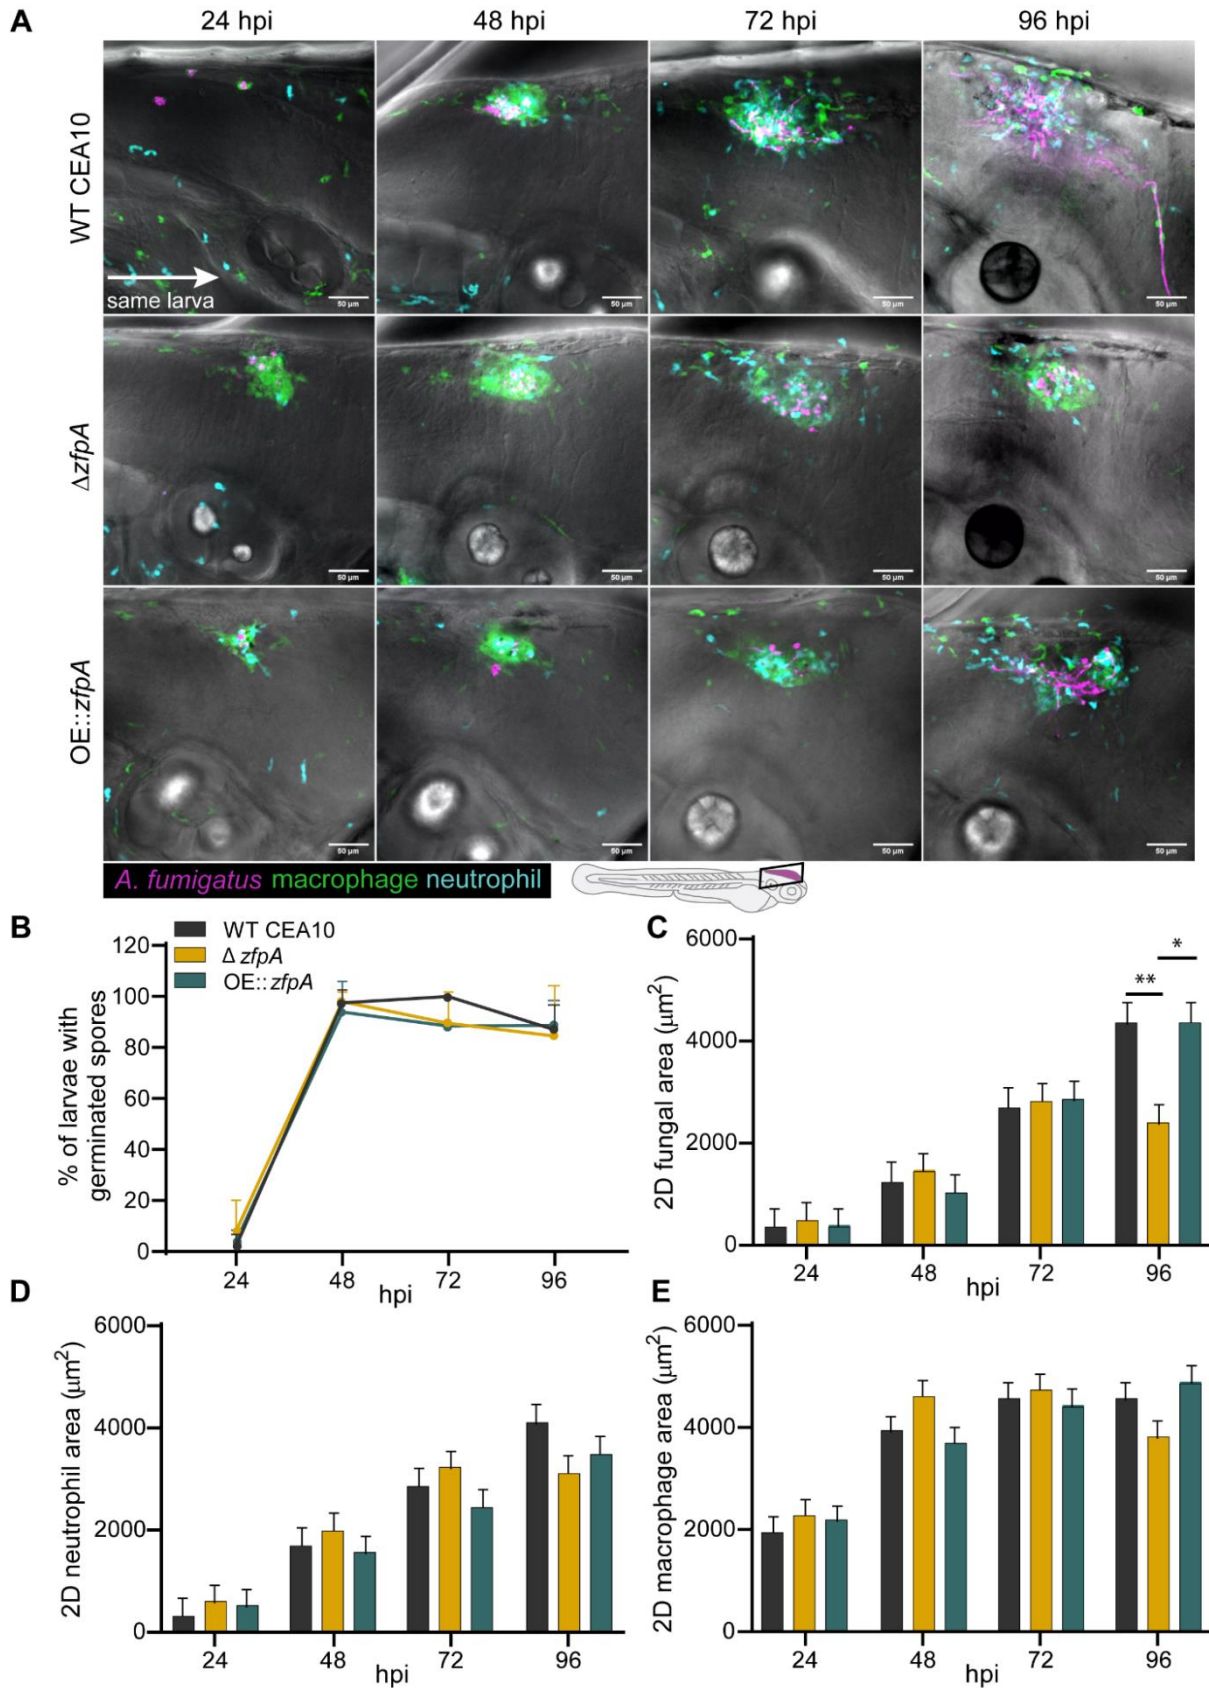 A
24 hpi 48 hpi 72 hpi 96 hpi
WT CEA10
same larva
50 µm 50 µm 50 µm 50 µm
ΔzfpA
50 µm 50 µm 50 µm 50 µm
OE::zfpA
50 µm 50 µm 50 µm 50 µm
A. fumigatus macrophage neutrophil
B
WT CEA10
Δ zfpA
OE:: zfpA
% of larvae with
germinated spores
120
100
80
60
40
20
0
24 48 72 96
hpi
C
2D fungal area (µm²)
6000
4000
2000
0
** *
24 48 72 96
hpi
D
2D neutrophil area (µm²)
6000
4000
2000
0
24 48 72 96
hpi
E
2D macrophage area (µm²)
6000
4000
2000
0
24 48 72 96
hpi